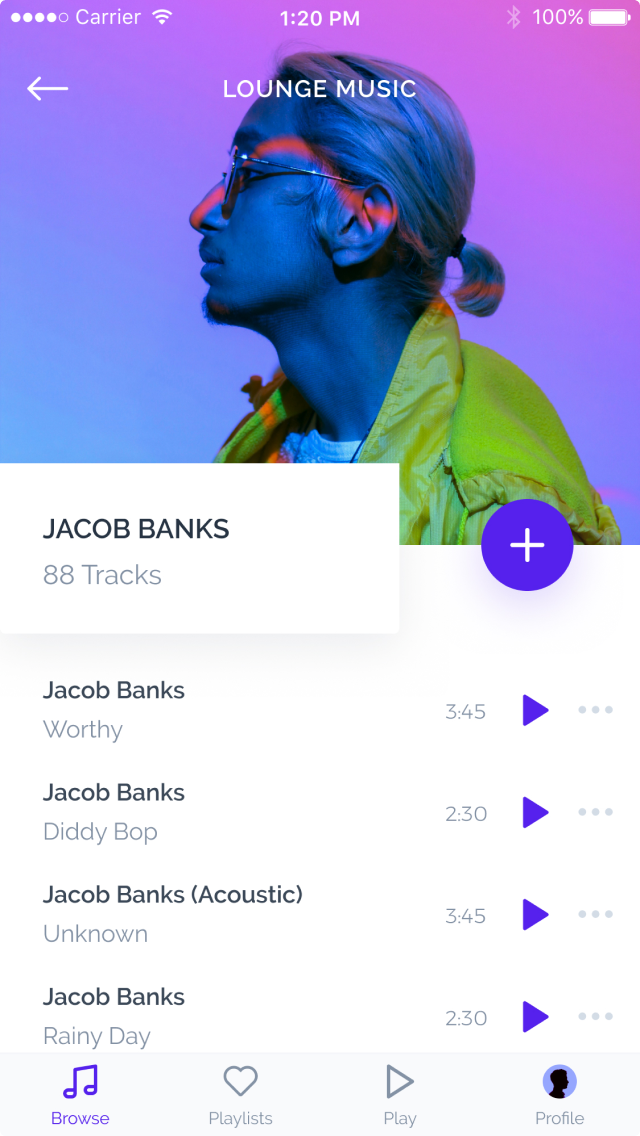 Carrier 1:20 PM 100%
LOUNGE MUSIC
JACOB BANKS
88 Tracks
Jacob Banks
Worthy
3:45
Jacob Banks
Diddy Bop
2:30
Jacob Banks (Acoustic)
Unknown
3:45
Jacob Banks
Rainy Day
2:30
Browse Playlists Play Profile